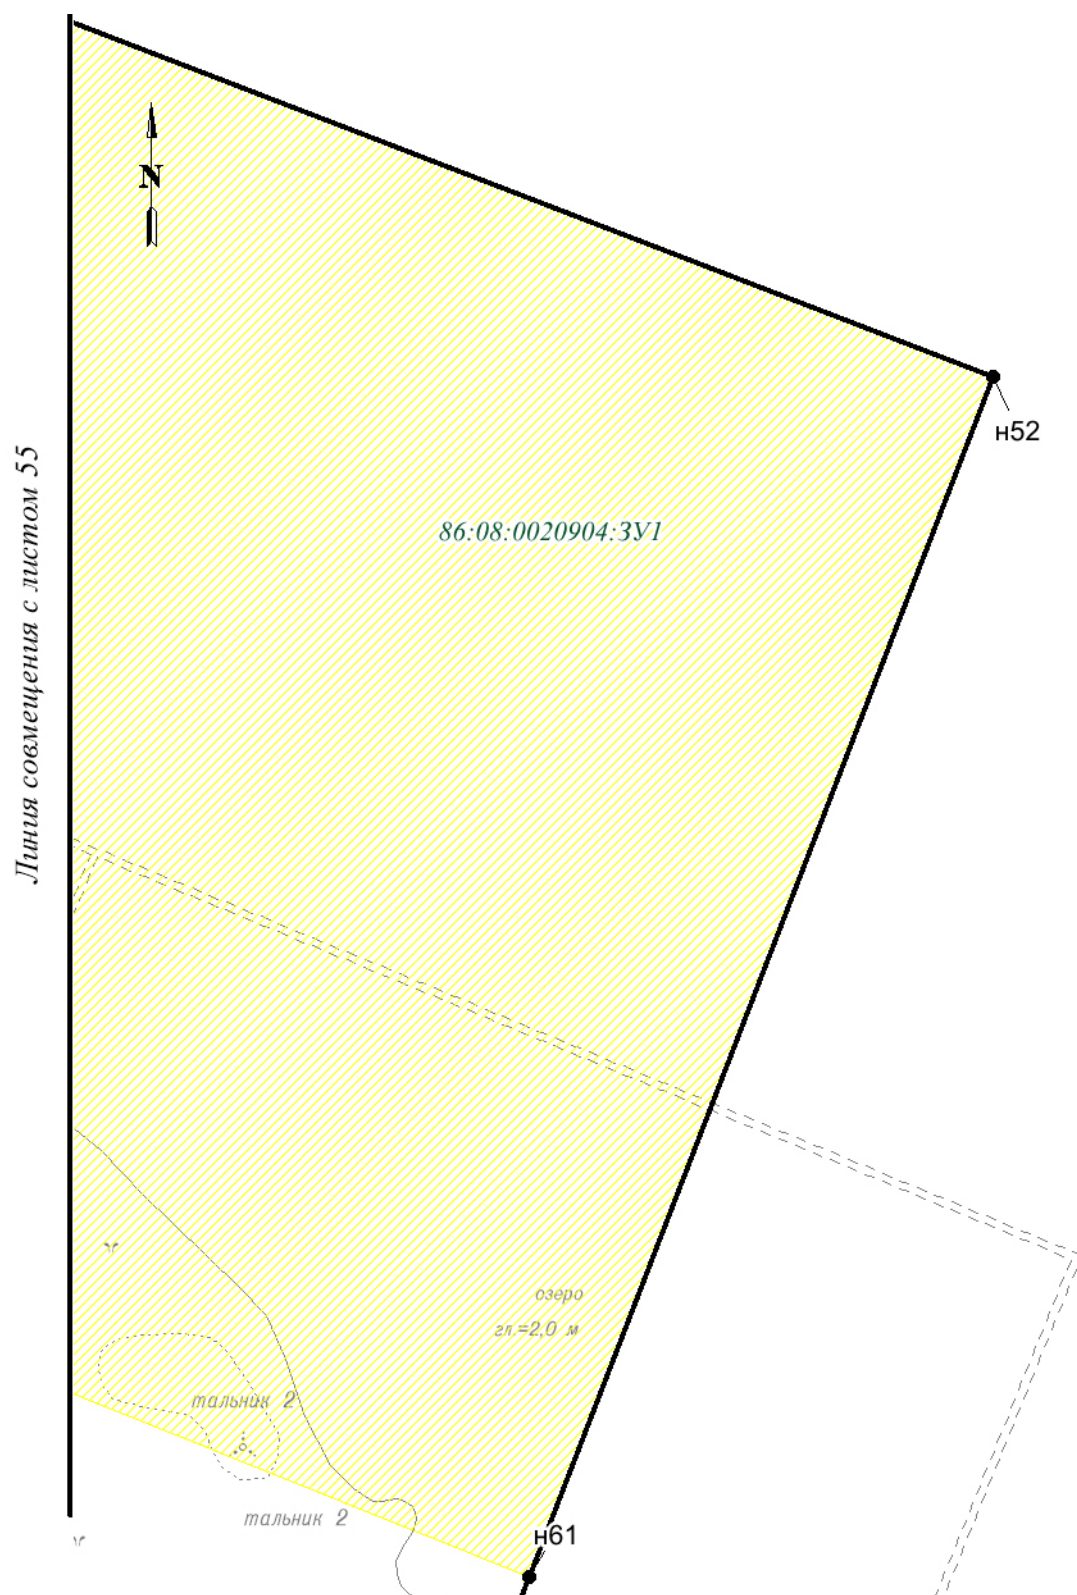 N
н52
86:08:0020904:ЗУ1
Линия совмещения с листом 55
озеро
гл.=2,0 м
тальник 2
тальник 2
н61